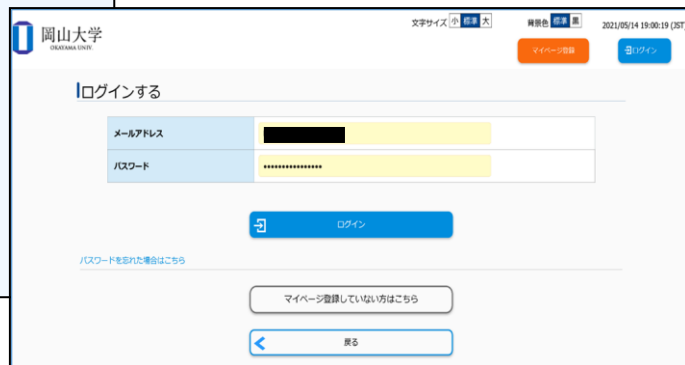 文字サイズ 小 標準 大 背景色 標準 黒 2021/05/14 19:00:19 (JST)
岡山大学
OKAYAMA UNIV.
マイページ登録 ログイン
ログインする
メールアドレス
パスワード ••••••••••••••••
ログイン
パスワードを忘れた場合はこちら
マイページ登録していない方はこちら
戻る